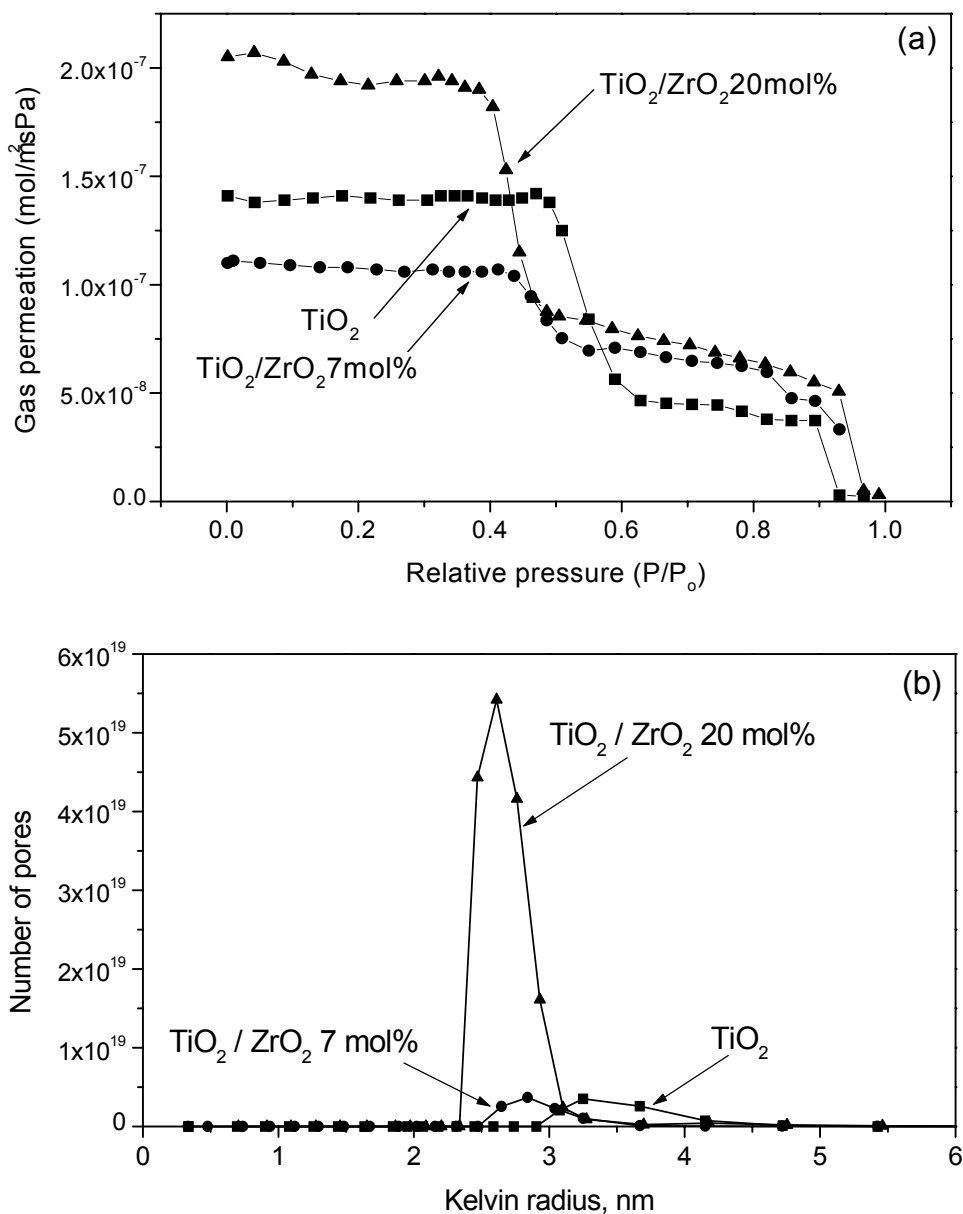 (a)
2.0x10⁻⁷
1.5x10⁻⁷
1.0x10⁻⁷
5.0x10⁻⁸
0.0
Gas permeation (mol/m²sPa)
TiO₂/ZrO₂20mol%
TiO₂
TiO₂/ZrO₂7mol%
0.0 0.2 0.4 0.6 0.8 1.0
Relative pressure (P/Pₒ)
(b)
6x10¹⁹
5x10¹⁹
4x10¹⁹
3x10¹⁹
2x10¹⁹
1x10¹⁹
0
Number of pores
TiO₂ / ZrO₂ 20 mol%
TiO₂ / ZrO₂ 7 mol%
TiO₂
0 1 2 3 4 5 6
Kelvin radius, nm